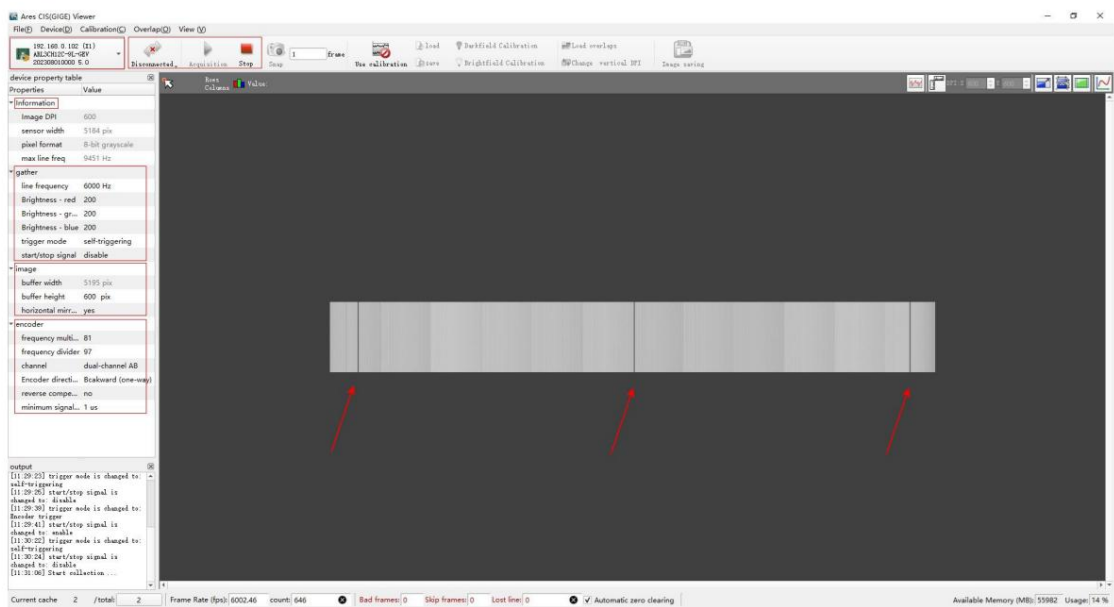 Ares CIS(GIGE) Viewer
File(F) Device(D) Calibration(C) Overlap(O) View (V)
192.168.0.102 (X1)
202308010000 5.0
Disconnected. Acquisition Stop Snap 1 frame Use calibration load save Darkfield Calibration Brightfield Calibration Load overlaps Change vertical DPI Image saving
device property table
Properties Value
Rows
Columns Value
Information
Image DPI 600
sensor width 5184 pix
pixel format 8-bit grayscale
max line freq 9451 Hz
gather
line frequency 6000 Hz
Brightness - red 200
Brightness - gr... 200
Brightness - blue 200
trigger mode self-triggering
start/stop signal disable
image
buffer width 5195 pix
buffer height 600 pix
horizontal mirr... yes
encoder
frequency multi... 81
frequency divider 97
channel dual-channel AB
Encoder directi... Bcakward (one-way)
reverse compe... no
minimum signal... 1 us
output
[11:29:23] trigger mode is changed to:
self-triggering
[11:29:25] start/stop signal is
changed to: disable
[11:29:39] trigger mode is changed to:
Encoder trigger
[11:29:41] start/stop signal is
changed to: enable
[11:30:22] trigger mode is changed to:
self-triggering
[11:30:24] start/stop signal is
changed to: disable
[11:31:06] Start collection ...
Current cache 2 /total: 2 Frame Rate (fps): 6002.46 count: 646 Bad frames: 0 Skip frames: 0 Lost line: 0 Automatic zero clearing Available Memory (MB): 55982 Usage: 14 %